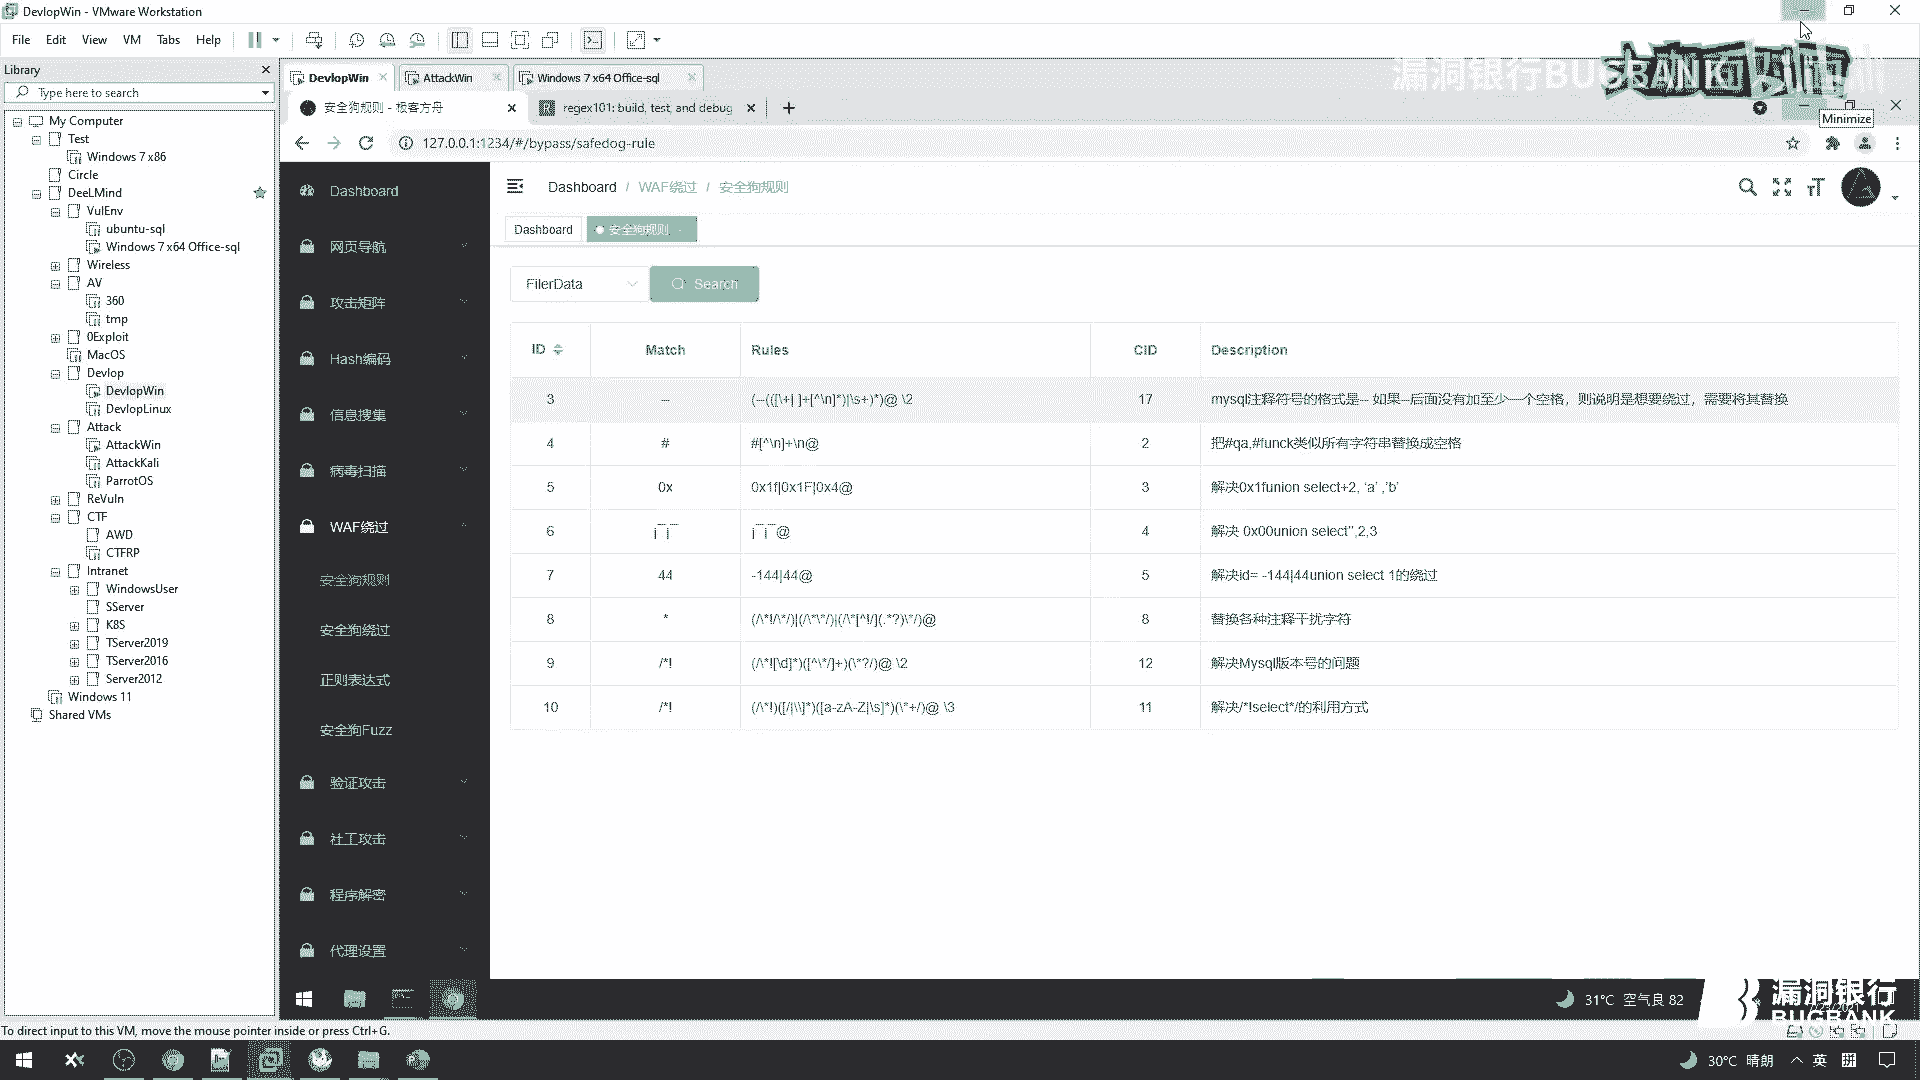 DevlopWin - VMware Workstation
File Edit View VM Tabs Help
Library
Type here to search
My Computer
Test
Windows 7 x86
Circle
DeeLMind
VulEnv
ubuntu-sql
Windows 7 x64 Office-sql
Wireless
AV
360
tmp
0Exploit
MacOS
Devlop
DevlopWin
DevlopLinux
Attack
AttackWin
AttackKali
ParrotOS
ReVuln
CTF
AWD
CTFRP
Intranet
WindowsUser
SServer
K8S
TServer2019
TServer2016
Server2012
Windows 11
Shared VMs
DevlopWin AttackWin Windows 7 x64 Office-sql
漏洞银行BUGBANK
安全狗规则 - 极客方舟 regex101: build, test, and debug
Minimize
127.0.0.1:1234/#/bypass/safedog-rule
Dashboard
网页导航
攻击矩阵
Hash编码
信息搜集
病毒扫描
WAF绕过
安全狗规则
安全狗绕过
正则表达式
安全狗Fuzz
验证攻击
社工攻击
程序解密
代理设置
Dashboard / WAF绕过 / 安全狗规则
Dashboard 安全狗规则
FilerData Search
ID Match Rules CID Description
3 -- (--(([\+| ]+[^\n]*)|\s+)*)@ \2 17 mysql注释符号的格式是-- 如果--后面没有加至少一个空格，则说明是想要绕过，需要将其替换
4 # #[^\n]+\n@ 2 把#qa,#funck类似所有字符串替换成空格
5 0x 0x1f|0x1F|0x4@ 3 解决0x1funion select+2, ‘a’ ,’b’
6 4 解决 0x00union select'',2,3
7 44 -144|44@ 5 解决id= -144|44union select 1的绕过
8 * (/\*!/\*/)|(/\*\*/)|(/\*[^!/](.*?)\*/)@ 8 替换各种注释干扰字符
9 /*! (/\*![\d]*)([^\*/]+)(\*?/)@ \2 12 解决Mysql版本号的问题
10 /*! (/\*!)([/|\\]*)([a-zA-Z|\s]*)(\*+/)@ \3 11 解决/*!select*/的利用方式
31°C 空气良 82
漏洞银行
BUGBANK
To direct input to this VM, move the mouse pointer inside or press Ctrl+G.
30°C 晴朗 英 拼